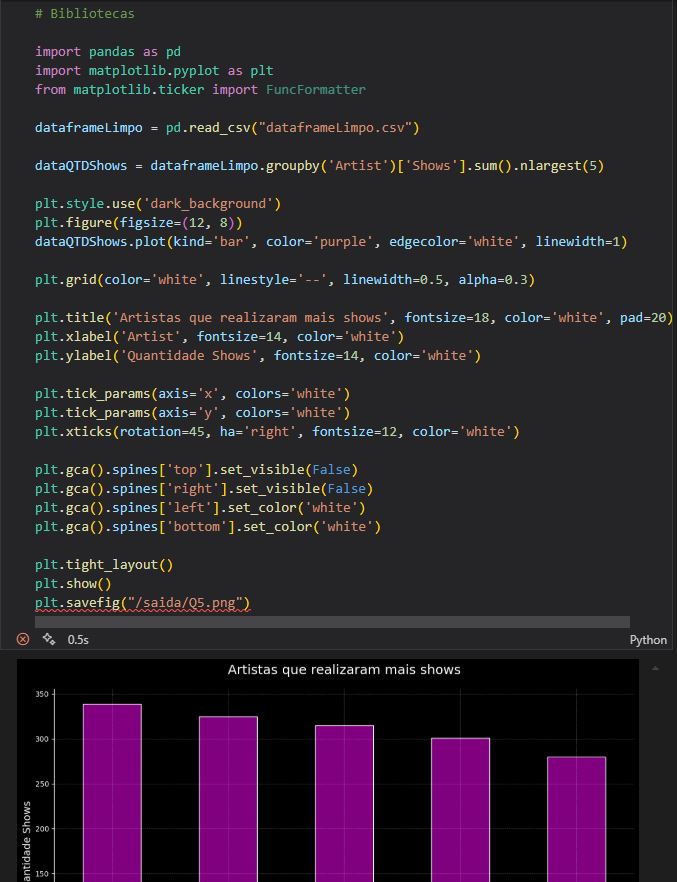 # Bibliotecas
import pandas as pd
import matplotlib.pyplot as plt
from matplotlib.ticker import FuncFormatter
dataframeLimpo = pd.read_csv("dataframeLimpo.csv")
dataQTDShows = dataframeLimpo.groupby('Artist')['Shows'].sum().nlargest(5)
plt.style.use('dark_background')
plt.figure(figsize=(12, 8))
dataQTDShows.plot(kind='bar', color='purple', edgecolor='white', linewidth=1)
plt.grid(color='white', linestyle='--', linewidth=0.5, alpha=0.3)
plt.title('Artistas que realizaram mais shows', fontsize=18, color='white', pad=20)
plt.xlabel('Artist', fontsize=14, color='white')
plt.ylabel('Quantidade Shows', fontsize=14, color='white')
plt.tick_params(axis='x', colors='white')
plt.tick_params(axis='y', colors='white')
plt.xticks(rotation=45, ha='right', fontsize=12, color='white')
plt.gca().spines['top'].set_visible(False)
plt.gca().spines['right'].set_visible(False)
plt.gca().spines['left'].set_color('white')
plt.gca().spines['bottom'].set_color('white')
plt.tight_layout()
plt.show()
plt.savefig("/saida/Q5.png")
0.5s
Python
Artistas que realizaram mais shows
350
300
250
200
150
antidade Shows